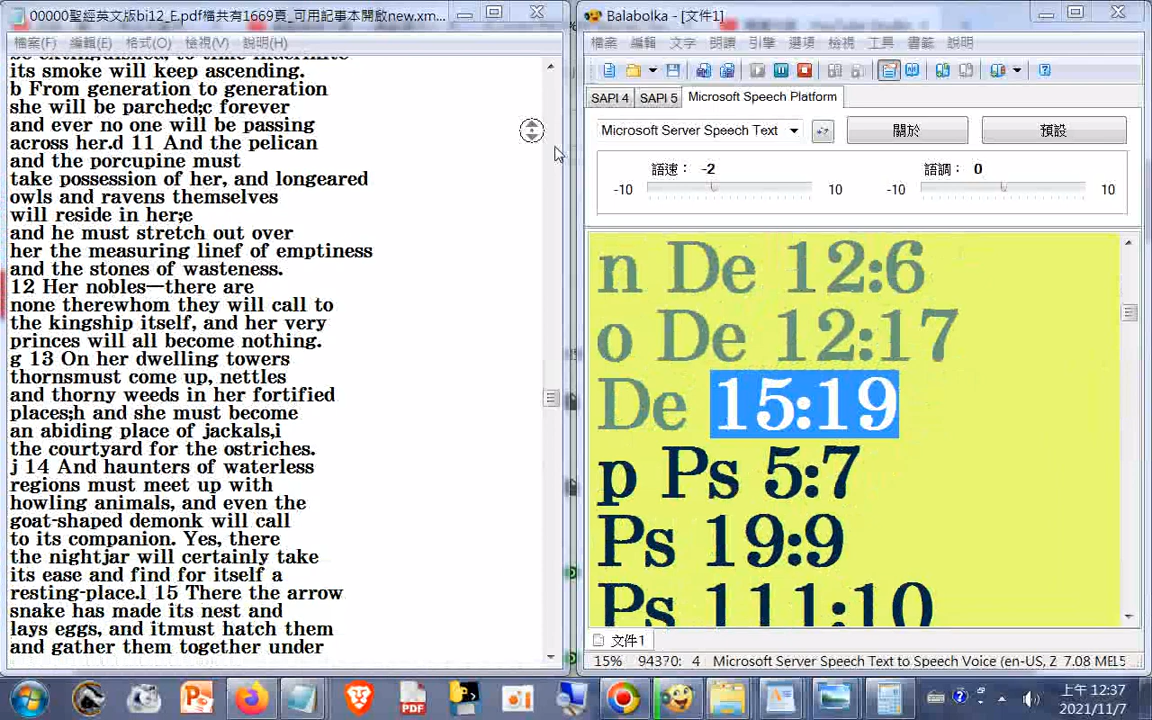 00000聖經英文版bi12_E.pdf檔共有1669頁_可用記事本開啟new.xm...
檔案(F) 編輯(E) 格式(O) 檢視(V) 說明(H)
its smoke will keep ascending.
b From generation to generation
she will be parched;c forever
and ever no one will be passing
across her.d 11 And the pelican
and the porcupine must
take possession of her, and longeared
owls and ravens themselves
will reside in her;e
and he must stretch out over
her the measuring linef of emptiness
and the stones of wasteness.
12 Her nobles—there are
none therewhom they will call to
the kingship itself, and her very
princes will all become nothing.
g 13 On her dwelling towers
thornsmust come up, nettles
and thorny weeds in her fortified
places;h and she must become
an abiding place of jackals,i
the courtyard for the ostriches.
j 14 And haunters of waterless
regions must meet up with
howling animals, and even the
goat-shaped demonk will call
to its companion. Yes, there
the nightjar will certainly take
its ease and find for itself a
resting-place.l 15 There the arrow
snake has made its nest and
lays eggs, and itmust hatch them
and gather them together under
Balabolka - [文件1]
檔案 編輯 文字 朗讀 引擎 選項 檢視 工具 書籤 說明
SAPI 4 SAPI 5 Microsoft Speech Platform
Microsoft Server Speech Text 關於 預設
語速: -2 語調: 0
-10 10 -10 10
n De 12:6
o De 12:17
De 15:19
p Ps 5:7
Ps 19:9
Ps 111:10
文件1
15% 94370: 4 Microsoft Server Speech Text to Speech Voice (en-US, Z 7.08 ME
上午 12:37
2021/11/7